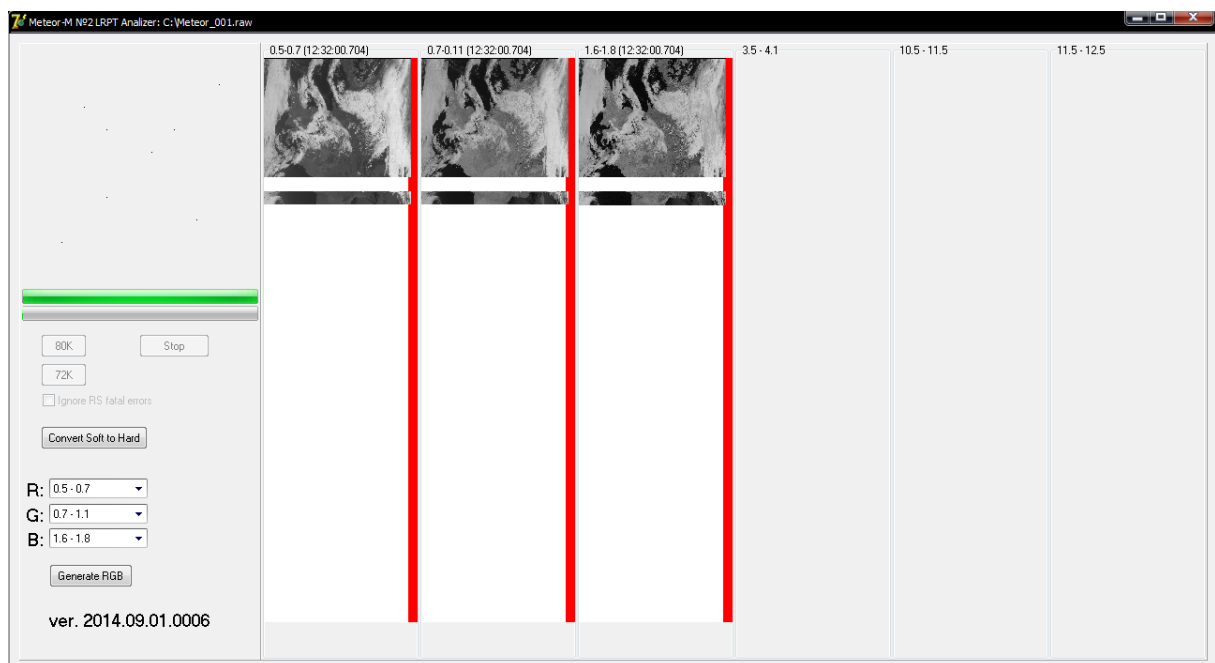 Meteor-M №2 LRPT Analizer: C:\Meteor_001.raw
0.5-0.7 (12:32:00.704)
0.7-0.11 (12:32:00.704)
1.6-1.8 (12:32:00.704)
3.5 - 4.1
10.5 - 11.5
11.5 - 12.5
80K
Stop
72K
Ignore RS fatal errors
Convert Soft to Hard
R: 0.5 - 0.7
G: 0.7 - 1.1
B: 1.6 - 1.8
Generate RGB
ver. 2014.09.01.0006